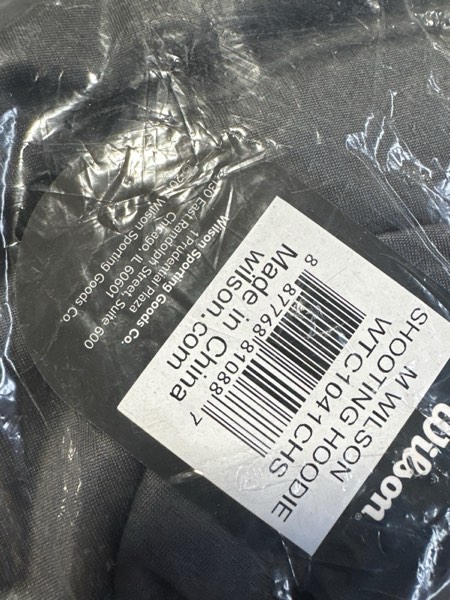 Wilson
M WILSON
SHOOTING HOODIE
WTC1041CHS
8 87768 81088 7
Made in China
wilson.com
Wilson Sporting Goods Co.
1 Prudential Plaza
130 East Randolph Street Suite 600
Chicago, IL 60601
Wilson Sporting Goods Co.